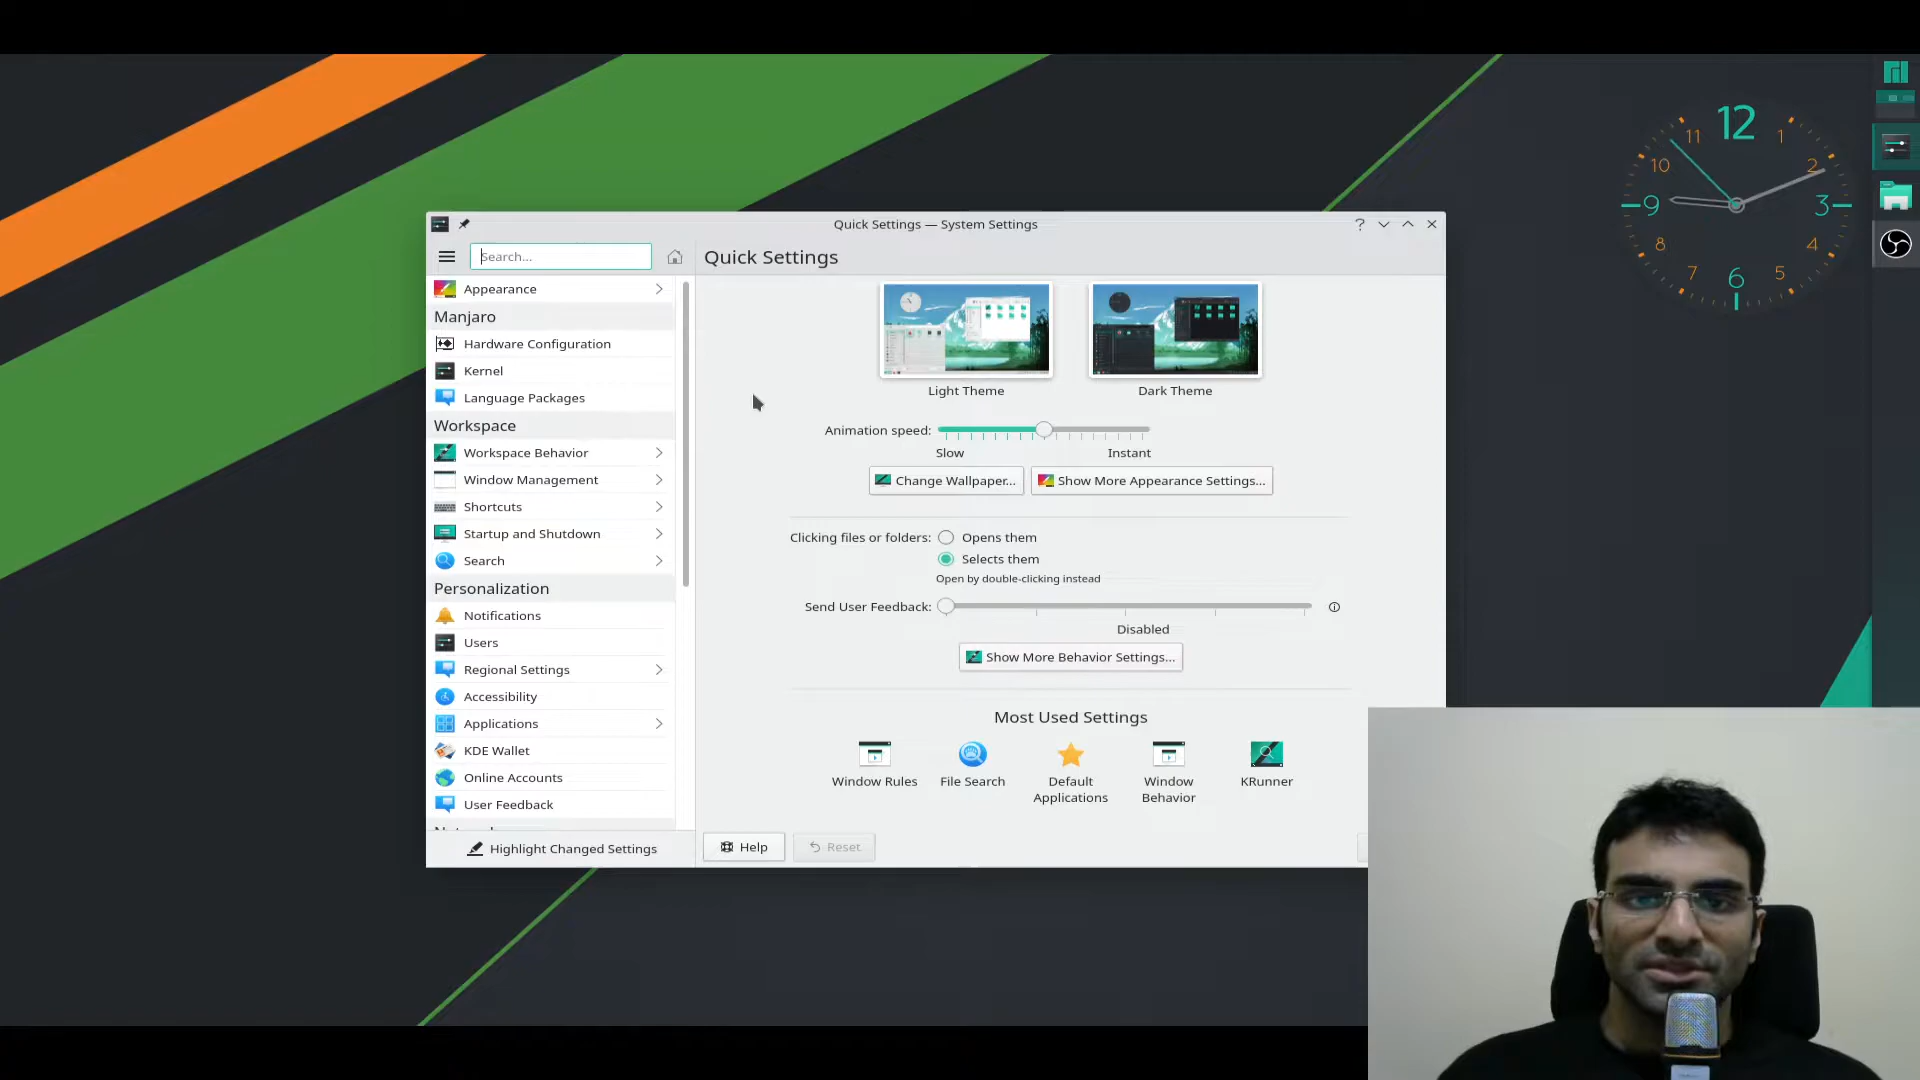 Quick Settings — System Settings
Search...
Quick Settings
Appearance
Manjaro
Hardware Configuration
Kernel
Language Packages
Workspace
Workspace Behavior
Window Management
Shortcuts
Startup and Shutdown
Search
Personalization
Notifications
Users
Regional Settings
Accessibility
Applications
KDE Wallet
Online Accounts
User Feedback
Highlight Changed Settings
Light Theme
Dark Theme
Animation speed:
Slow
Instant
Change Wallpaper...
Show More Appearance Settings...
Clicking files or folders:
Opens them
Selects them
Open by double-clicking instead
Send User Feedback:
Disabled
Show More Behavior Settings...
Most Used Settings
Window Rules
File Search
Default
Applications
Window
Behavior
KRunner
Help
Reset
12
1
2
3
4
5
6
7
8
9
10
11